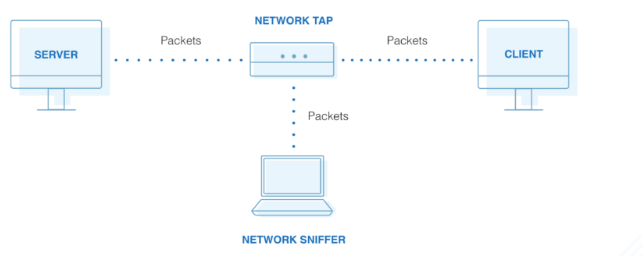 NETWORK TAP
Packets
Packets
SERVER
CLIENT
Packets
NETWORK SNIFFER